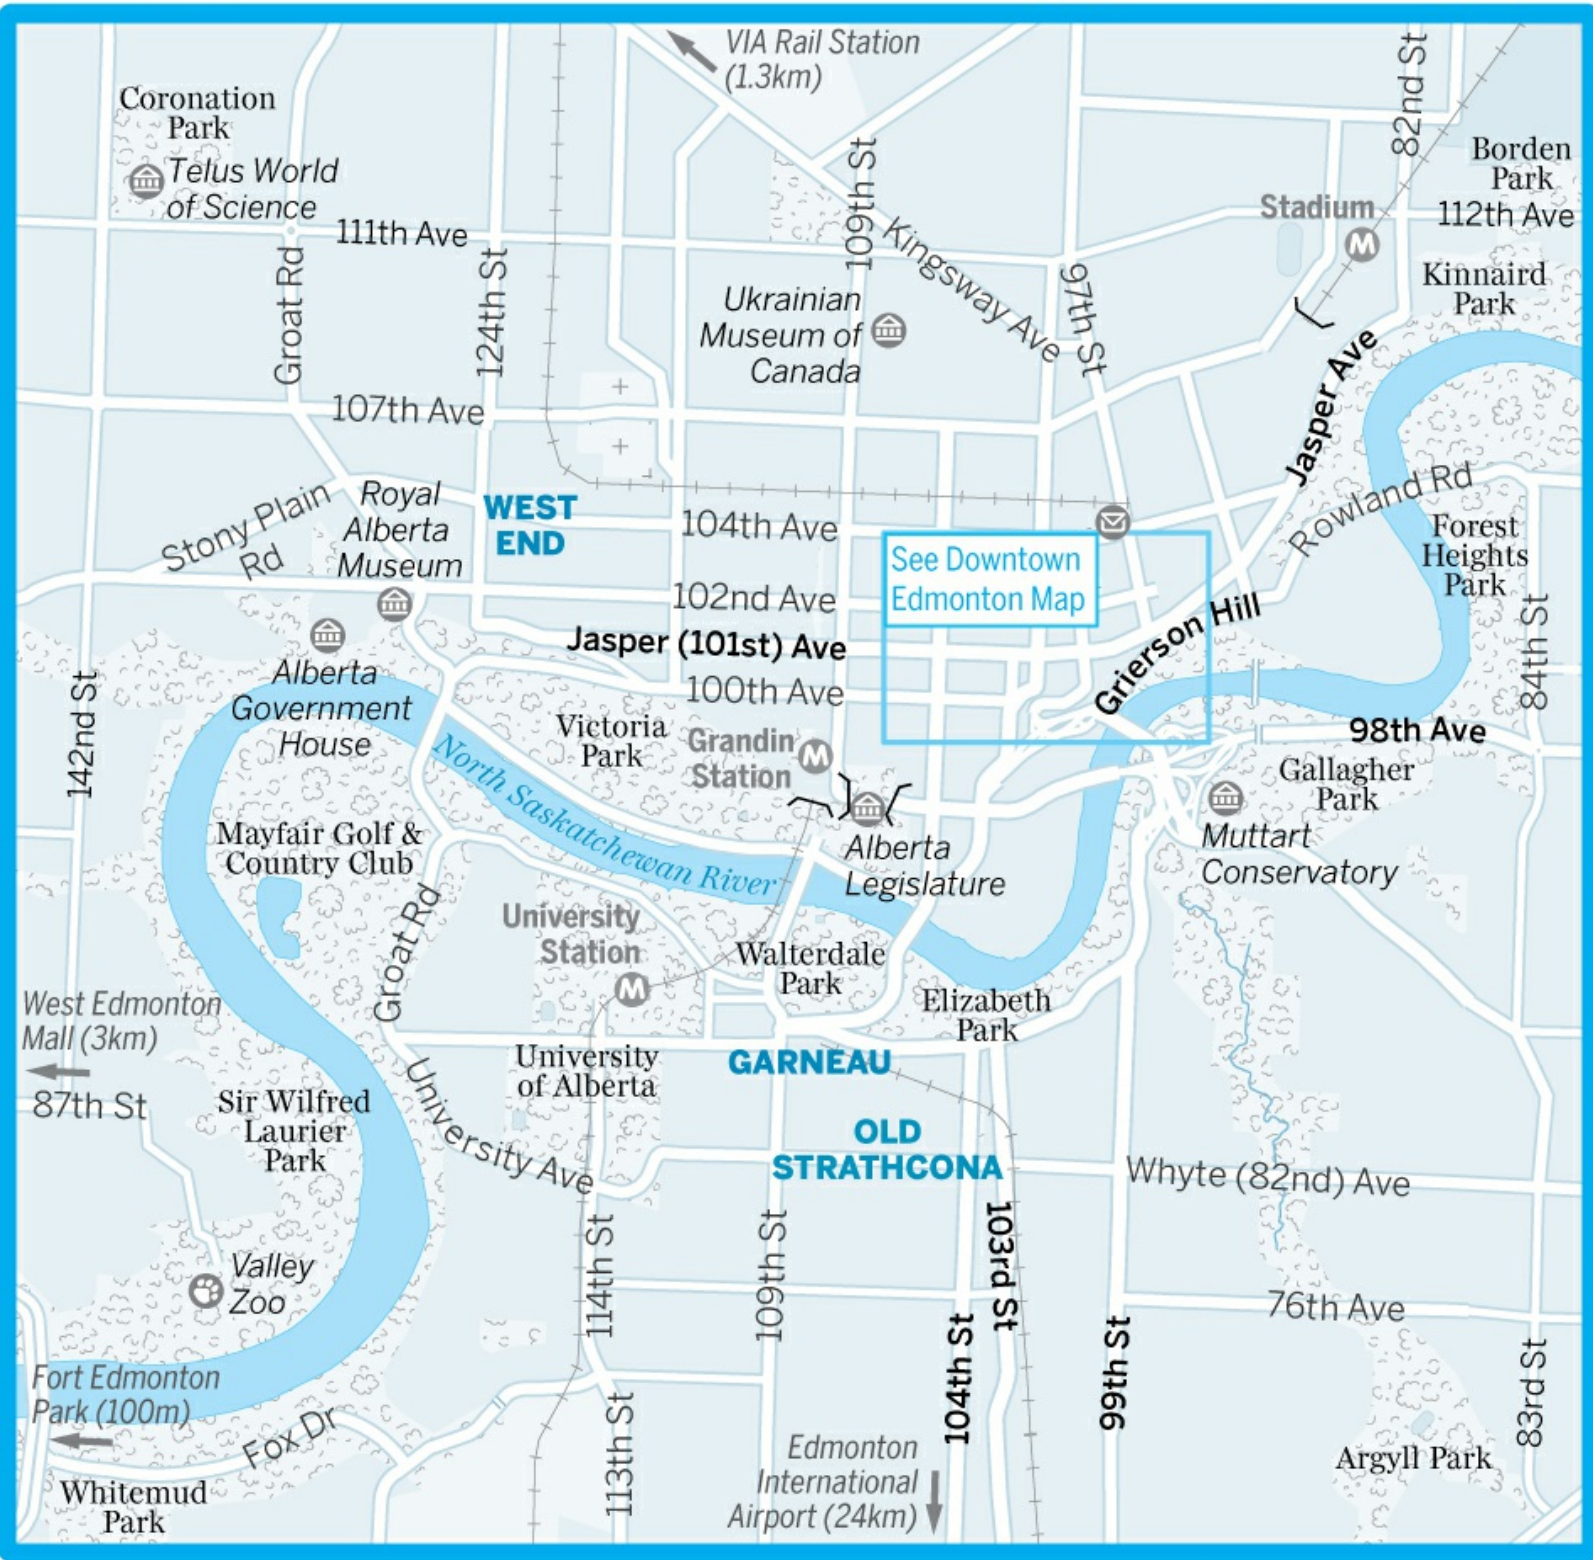 VIA Rail Station
(1.3km)
82nd St
Coronation
Park
Telus World
of Science
109th St
Borden
Park
Stadium
112th Ave
111th Ave
Groat Rd
124th St
Kingsway Ave
97th St
Kinnaird
Park
Ukrainian
Museum of
Canada
Jasper Ave
107th Ave
Rowland Rd
Stony Plain
Rd
Royal
Alberta
Museum
WEST
END
104th Ave
See Downtown
Edmonton Map
Forest
Heights
Park
102nd Ave
Grierson Hill
84th St
Jasper (101st) Ave
100th Ave
Alberta
Government
House
142nd St
Victoria
Park
Grandin
Station
98th Ave
Gallagher
Park
North Saskatchewan River
Mayfair Golf &
Country Club
Muttart
Conservatory
Alberta
Legislature
Groat Rd
University
Station
Walterdale
Park
Elizabeth
Park
West Edmonton
Mall (3km)
University
of Alberta
GARNEAU
87th St
Sir Wilfred
Laurier
Park
University Ave
OLD
STRATHCONA
Whyte (82nd) Ave
Valley
Zoo
114th St
109th St
103rd St
104th St
99th St
76th Ave
83rd St
Fort Edmonton
Park (100m)
Fox Dr
113th St
Edmonton
International
Airport (24km)
Argyll Park
Whitemud
Park